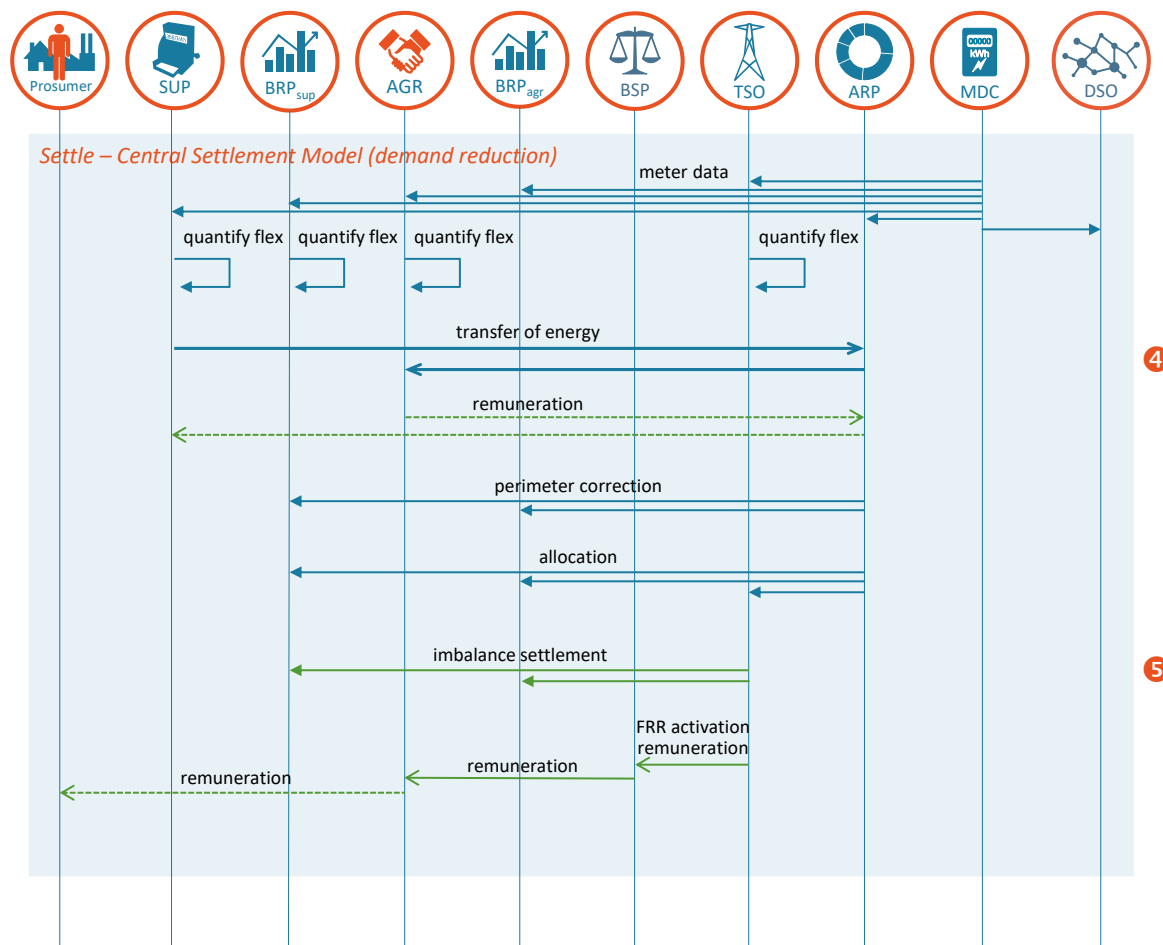 Prosumer
SUP
BRPsup
AGR
BRPagr
BSP
TSO
ARP
00000
kWh
MDC
DSO
Settle – Central Settlement Model (demand reduction)
meter data
quantify flex
quantify flex
quantify flex
quantify flex
transfer of energy
4
remuneration
perimeter correction
allocation
imbalance settlement
5
FRR activation
remuneration
remuneration
remuneration